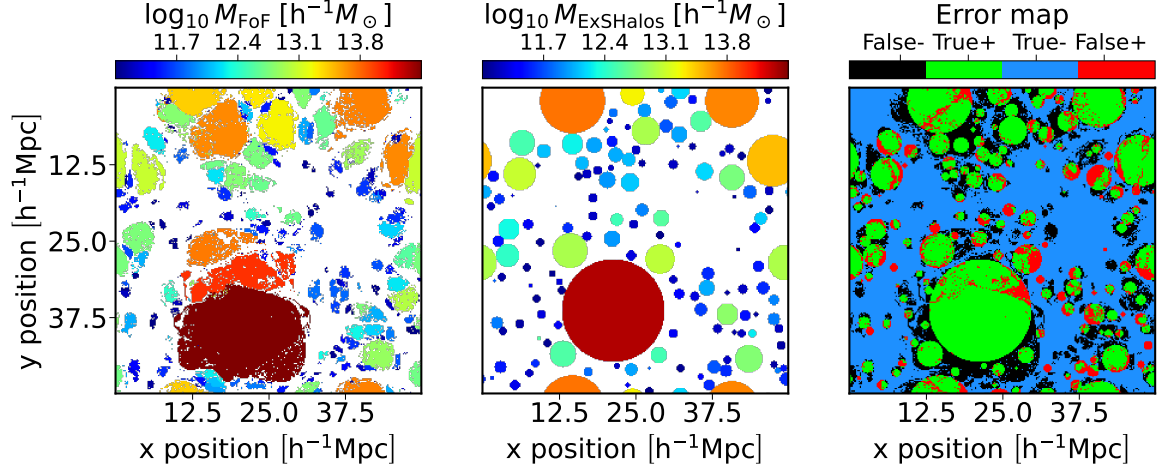 log₁₀ M_FoF [h⁻¹M_⊙]
11.7 12.4 13.1 13.8
log₁₀ M_ExSHalos [h⁻¹M_⊙]
11.7 12.4 13.1 13.8
Error map
False- True+ True- False+
y position [h⁻¹Mpc]
12.5
25.0
37.5
12.5 25.0 37.5
x position [h⁻¹Mpc]
12.5 25.0 37.5
x position [h⁻¹Mpc]
12.5 25.0 37.5
x position [h⁻¹Mpc]